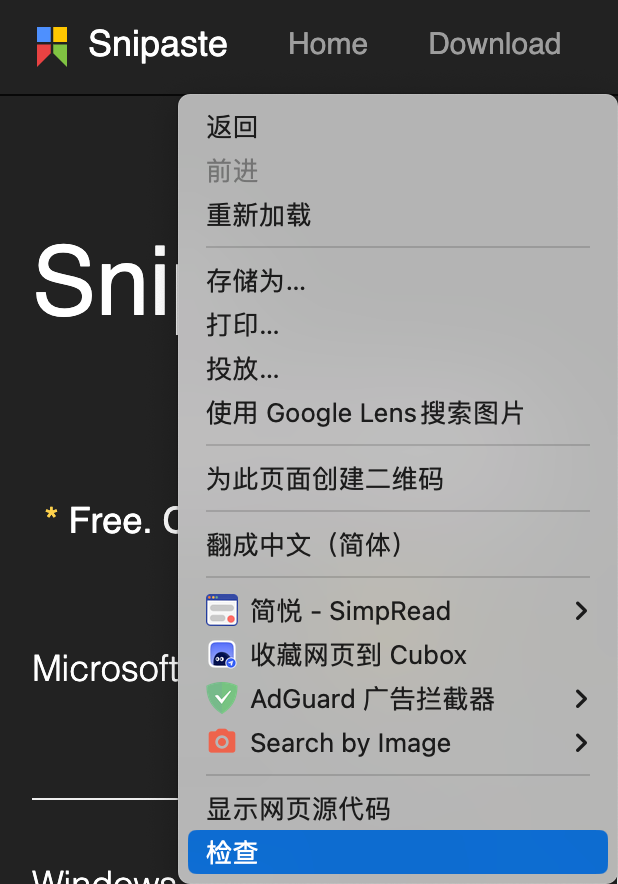 Snipaste Home Download
返回
前进
重新加载
Sni
存储为...
打印...
投放...
使用 Google Lens搜索图片
为此页面创建二维码
* Free.
翻成中文（简体）
简悦 - SimpRead
收藏网页到 Cubox
Microsoft
AdGuard 广告拦截器
Search by Image
显示网页源代码
检查
Windows